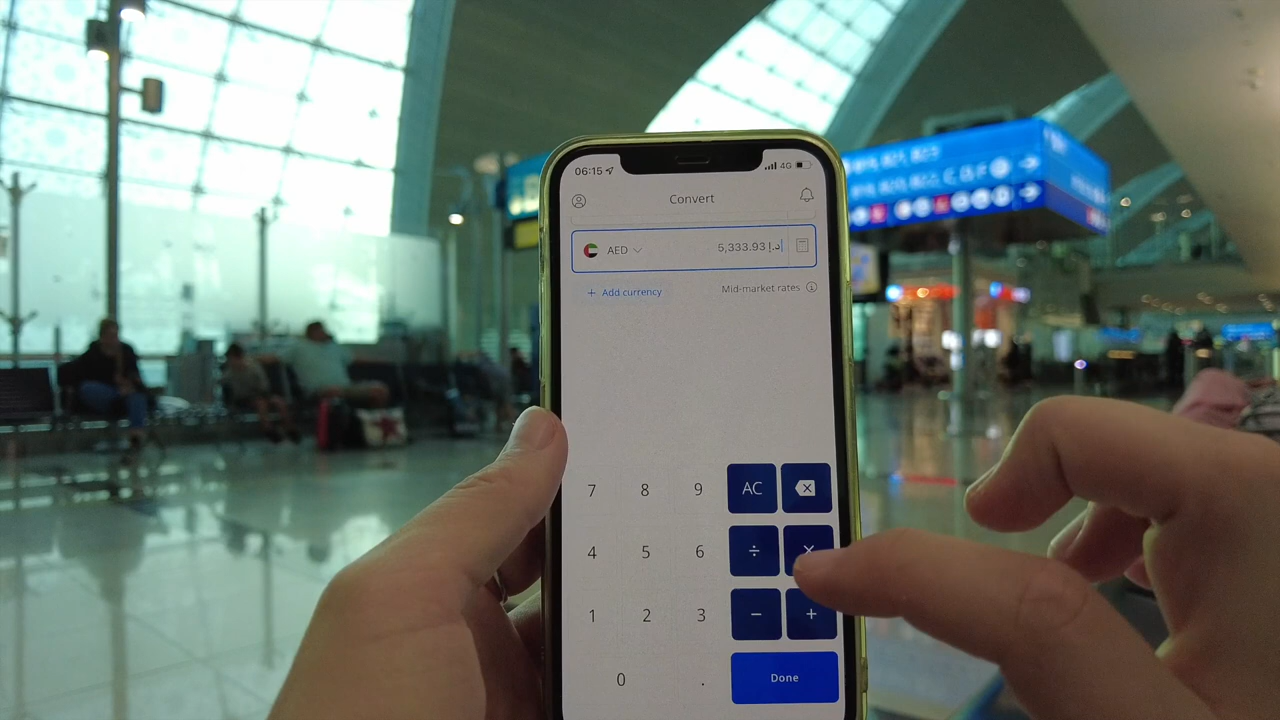 06:15
4G
Convert
AED 5,333.93 د.إ
+ Add currency Mid-market rates
7 8 9 AC
4 5 6 ÷ ×
1 2 3 − +
0 . Done